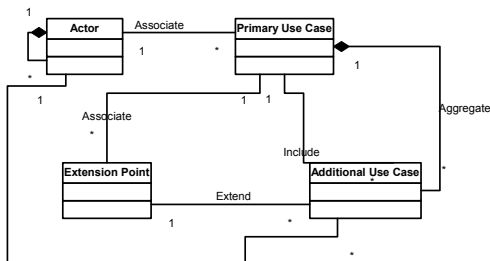 1
Associate
Actor
Primary Use Case
1
*
1
*
1
1
1
Aggregate
Associate
*
Include
*
Extension Point
Additional Use Case
*
Extend
1
*
*